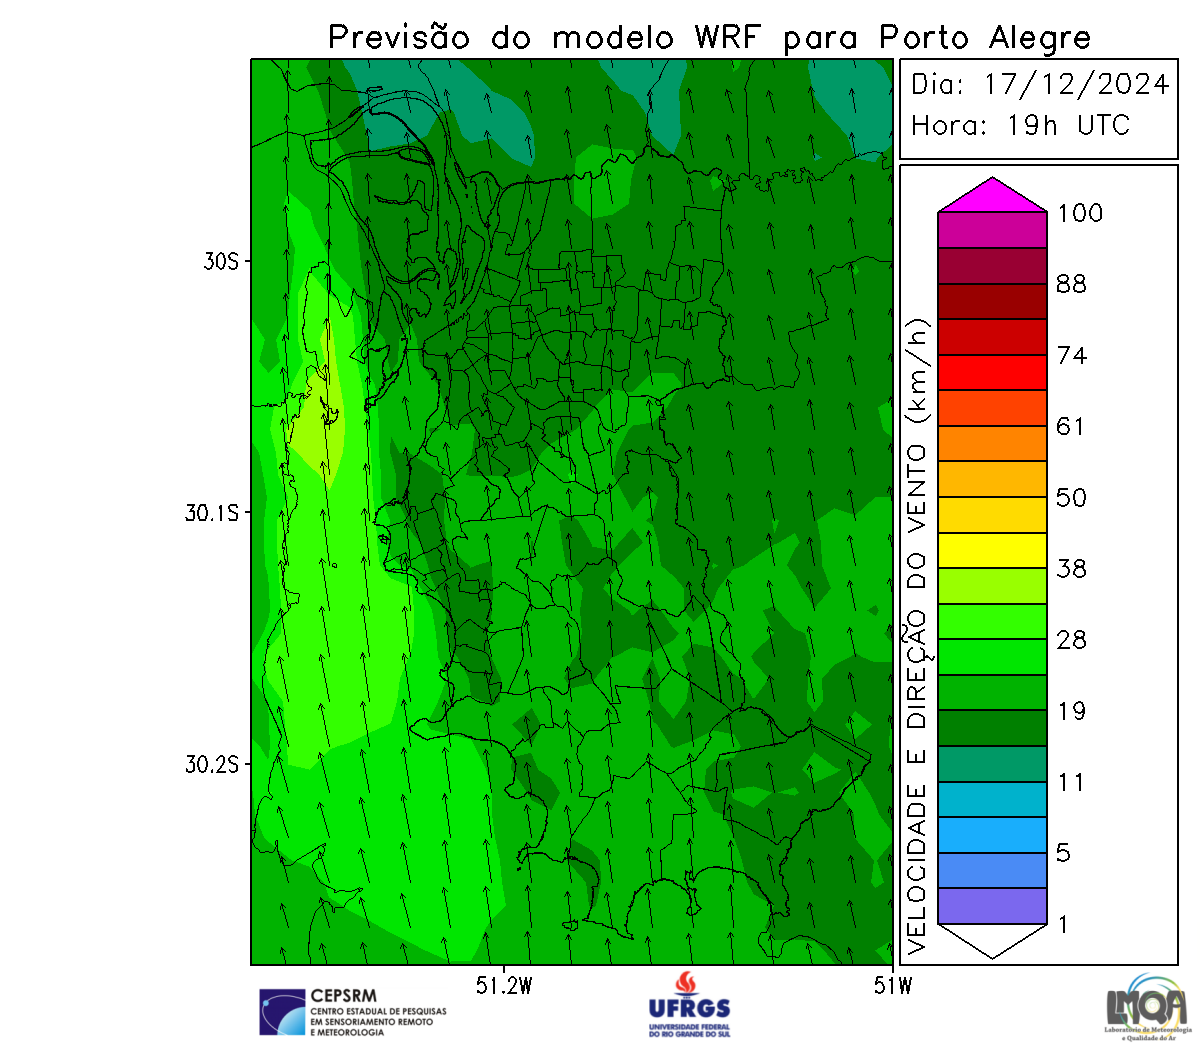 Previsão do modelo WRF para Porto Alegre
Dia: 17/12/2024
Hora: 19h UTC
30S
30.1S
30.2S
51.2W
51W
VELOCIDADE E DIREÇÃO DO VENTO (km/h)
100
88
74
61
50
38
28
19
11
5
1
CEPSRM
CENTRO ESTADUAL DE PESQUISAS
EM SENSORIAMENTO REMOTO
E METEOROLOGIA
UFRGS
UNIVERSIDADE FEDERAL
DO RIO GRANDE DO SUL
LMQA
Laboratório de Meteorologia
e Qualidade do Ar